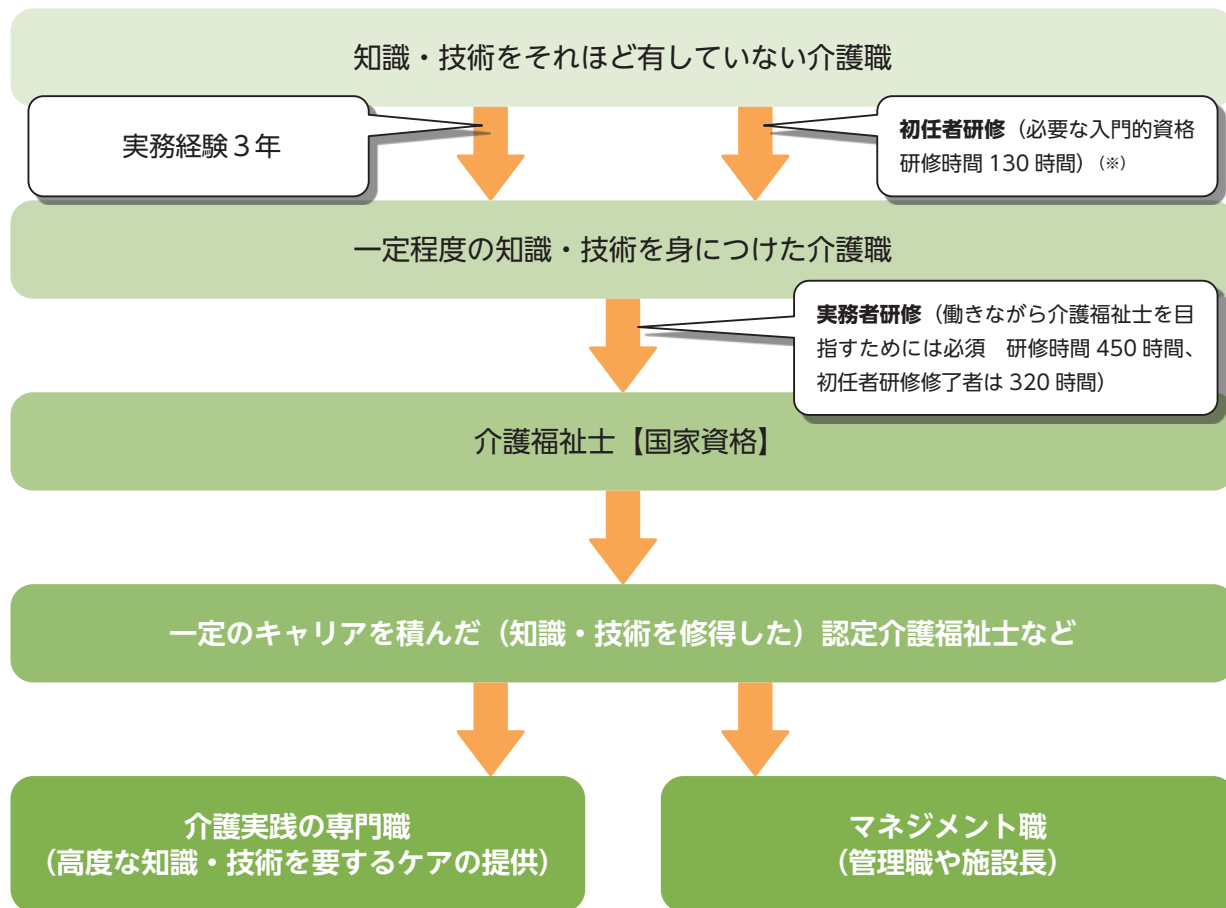 知識・技術をそれほど有していない介護職
実務経験3年
初任者研修（必要な入門的資格
研修時間 130 時間）（※）
一定程度の知識・技術を身につけた介護職
実務者研修（働きながら介護福祉士を目
指すためには必須　研修時間 450 時間、
初任者研修修了者は 320 時間）
介護福祉士【国家資格】
一定のキャリアを積んだ（知識・技術を修得した）認定介護福祉士など
介護実践の専門職
（高度な知識・技術を要するケアの提供）
マネジメント職
（管理職や施設長）